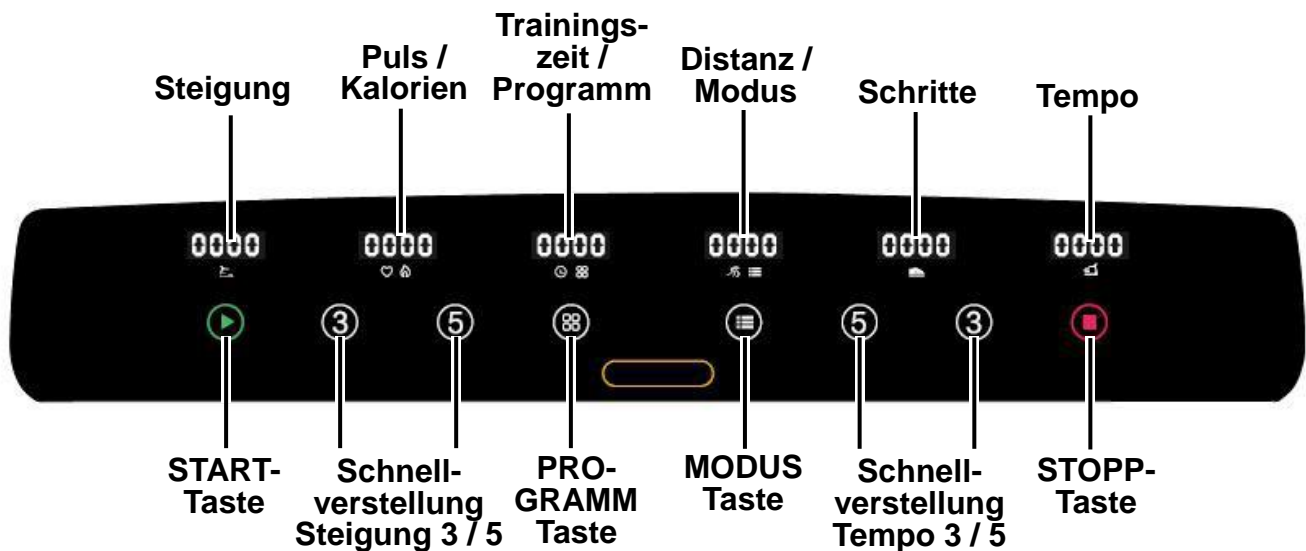 Steigung
Puls /
Kalorien
Trainings-
zeit /
Programm
Distanz /
Modus
Schritte
Tempo
0000 0000 0000 0000 0000 0000
3 5 5 3
START-
Taste
Schnell-
verstellung
Steigung 3 / 5
PRO-
GRAMM
Taste
MODUS
Taste
Schnell-
verstellung
Tempo 3 / 5
STOPP-
Taste